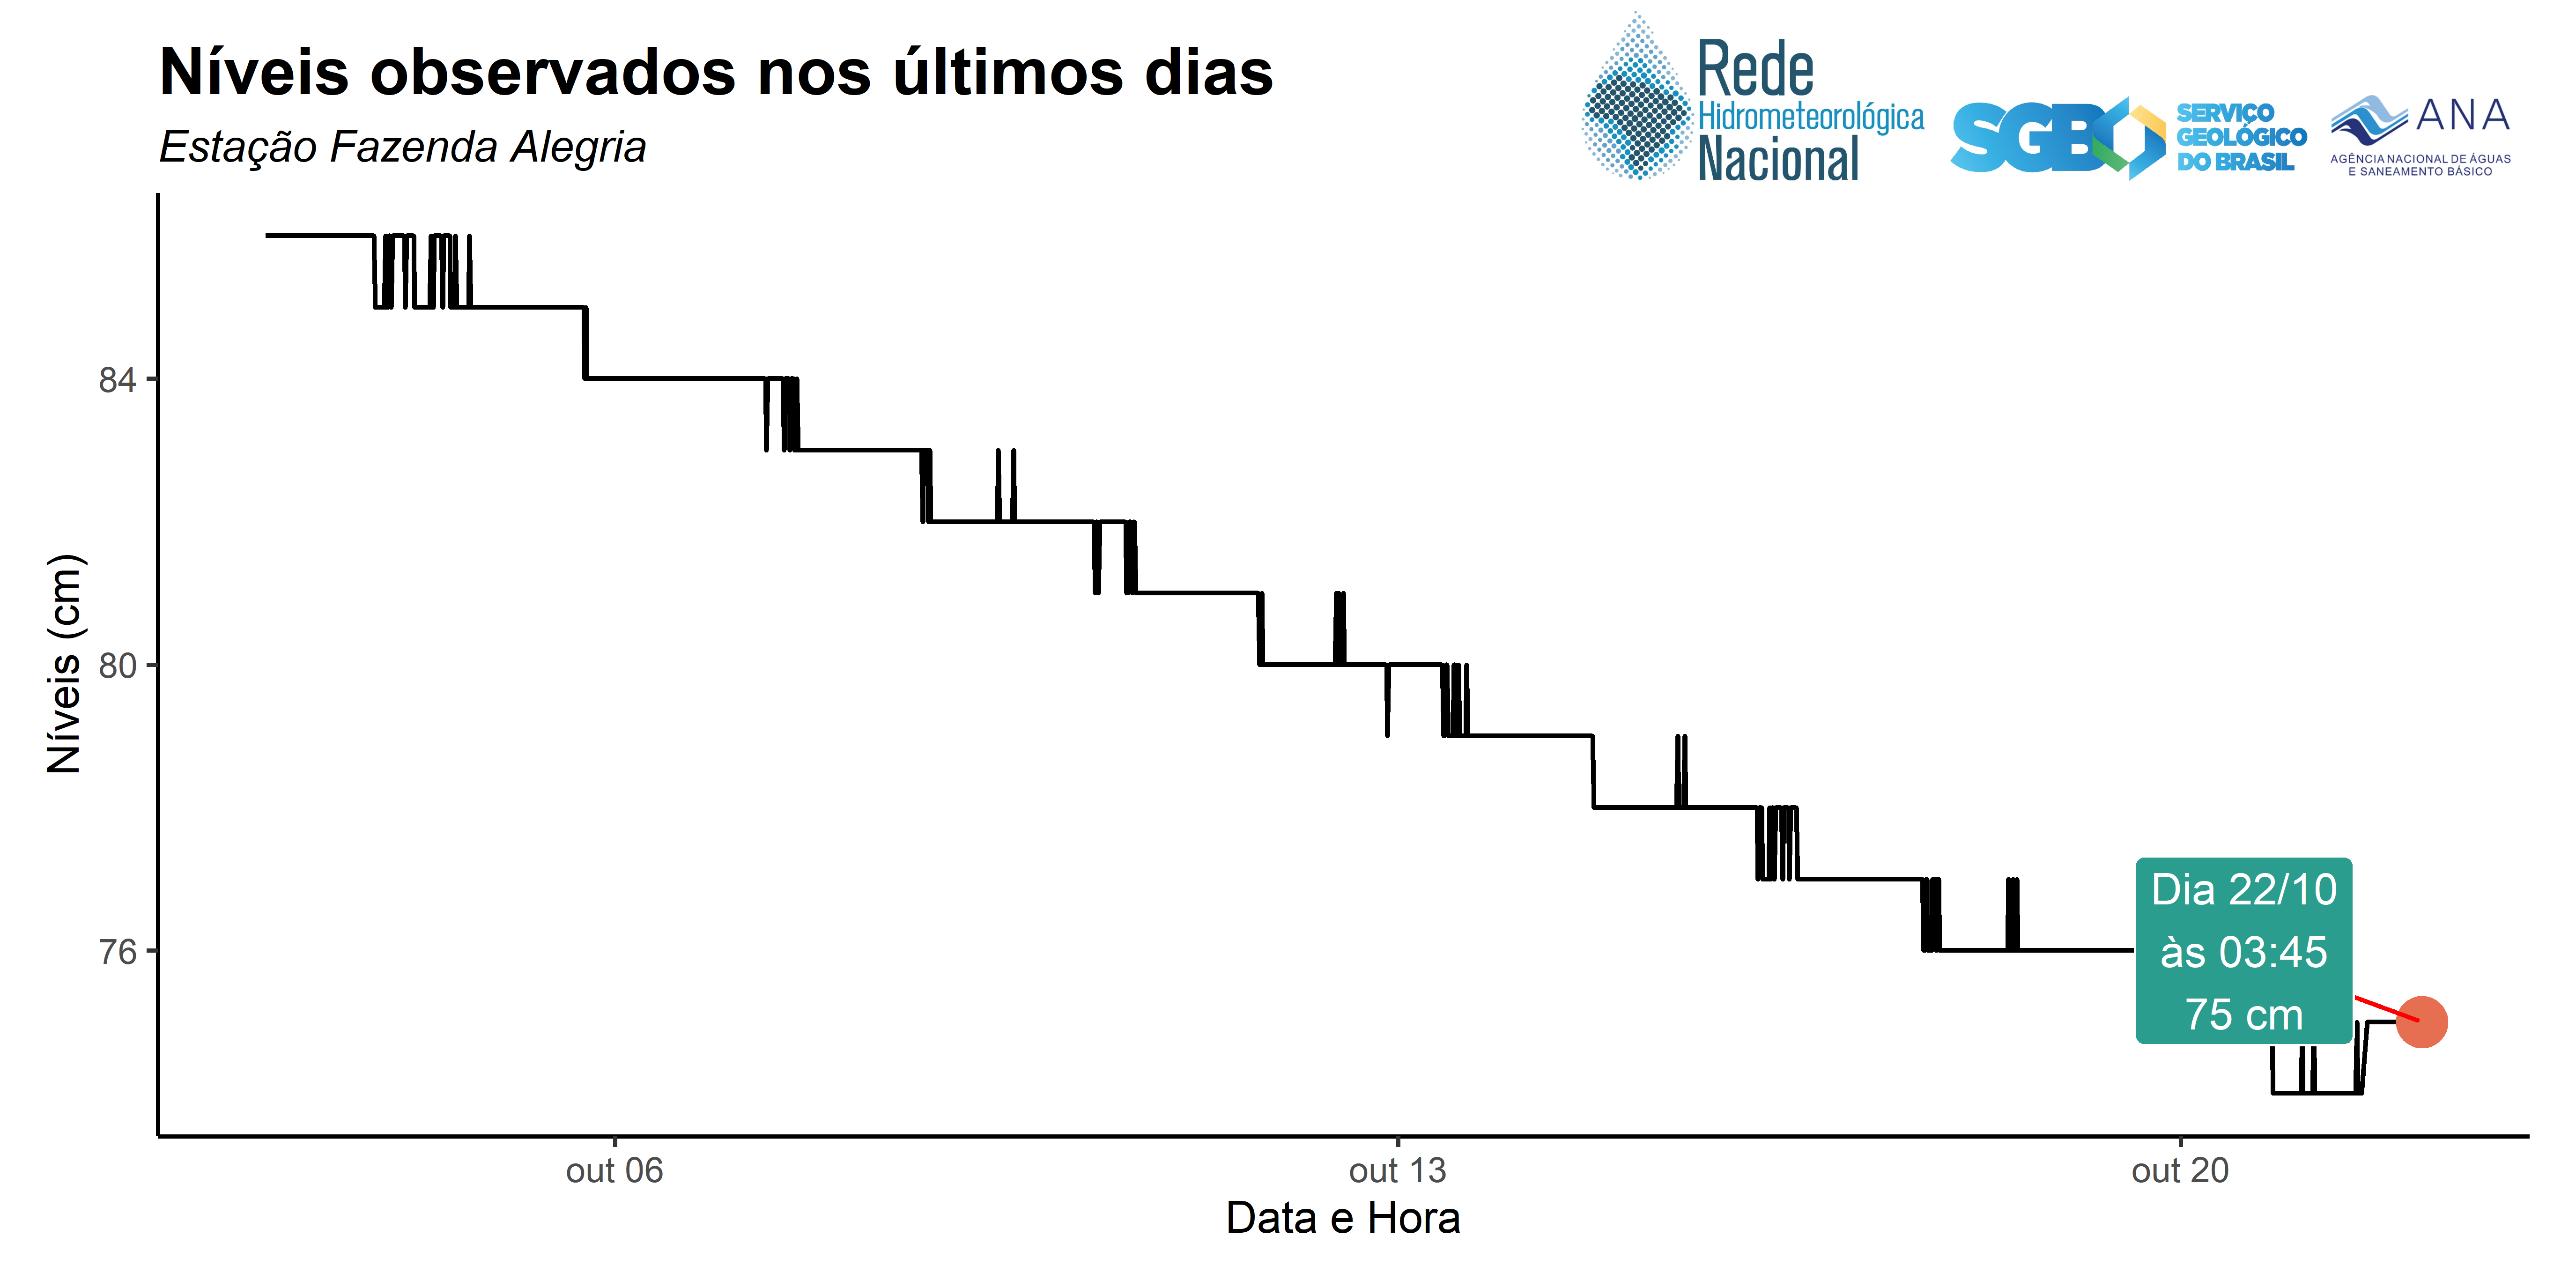 Níveis observados nos últimos dias
Estação Fazenda Alegria
Rede
Hidrometeorológica
Nacional
SGB
SERVIÇO
GEOLÓGICO
DO BRASIL
ANA
AGÊNCIA NACIONAL DE ÁGUAS
E SANEAMENTO BÁSICO
Níveis (cm)
84
80
76
Dia 22/10
às 03:45
75 cm
out 06
out 13
out 20
Data e Hora